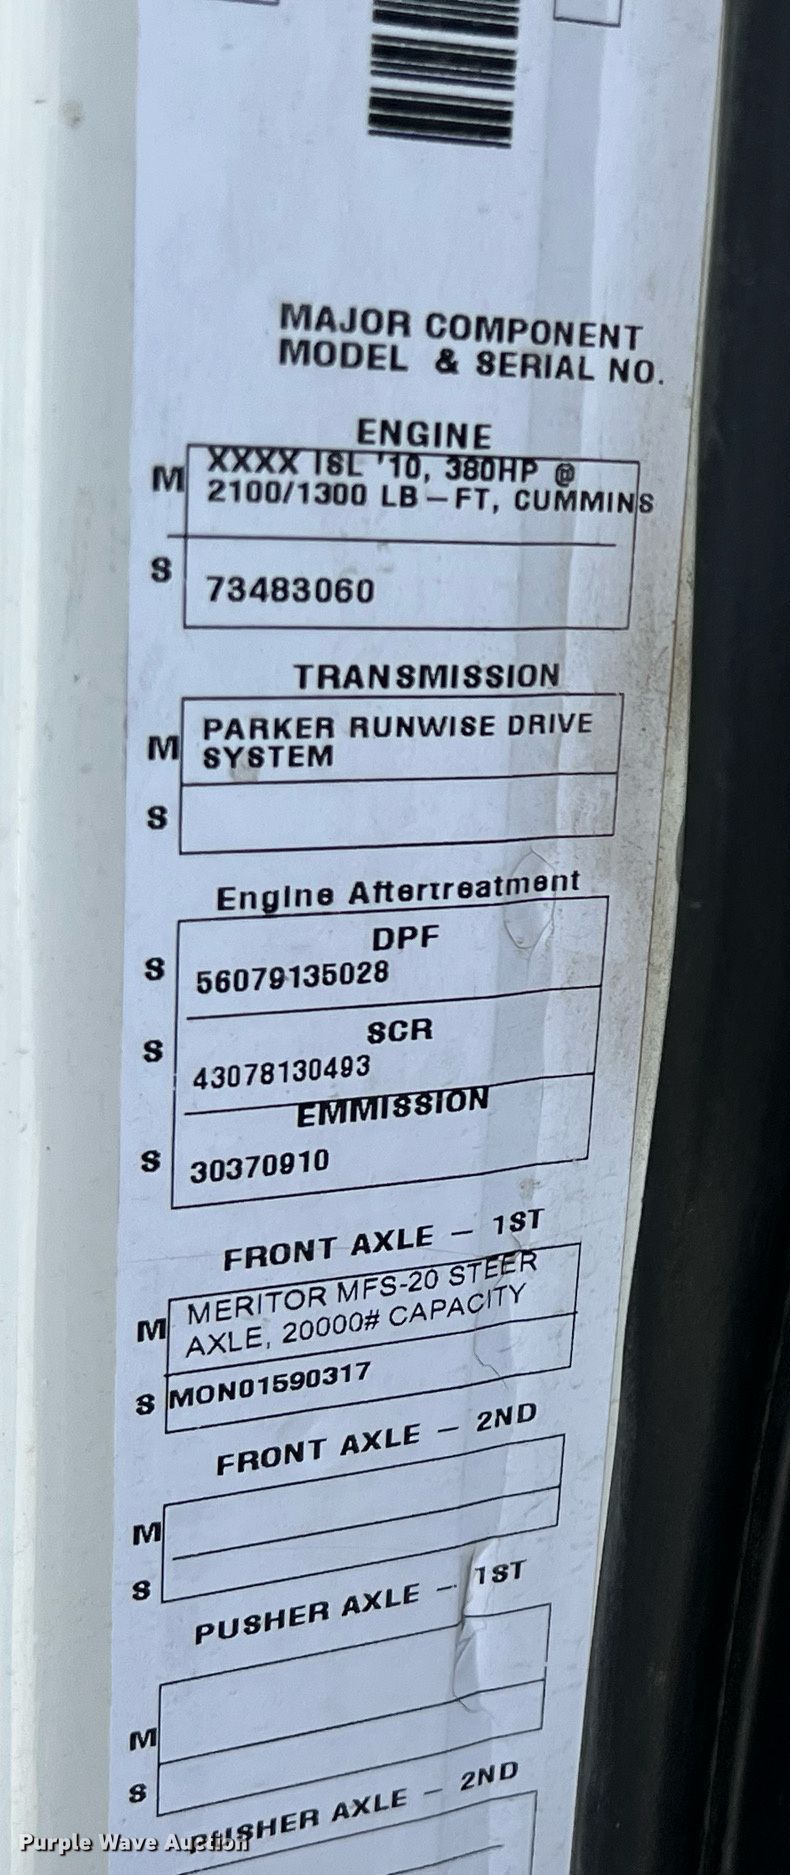 MAJOR COMPONENT
MODEL & SERIAL NO.
ENGINE
M
XXXX ISL '10, 380HP @
2100/1300 LB-FT, CUMMINS
S
73483060
TRANSMISSION
M
PARKER RUNWISE DRIVE
SYSTEM
S
Engine Aftertreatment
DPF
S
56079135028
SCR
S
43078130493
EMMISSION
S
30370910
FRONT AXLE - 1ST
M
MERITOR MFS-20 STEER
AXLE, 20000# CAPACITY
S
MON01590317
FRONT AXLE - 2ND
M
S
PUSHER AXLE - 1ST
M
S
PUSHER AXLE - 2ND
Purple Wave Auction